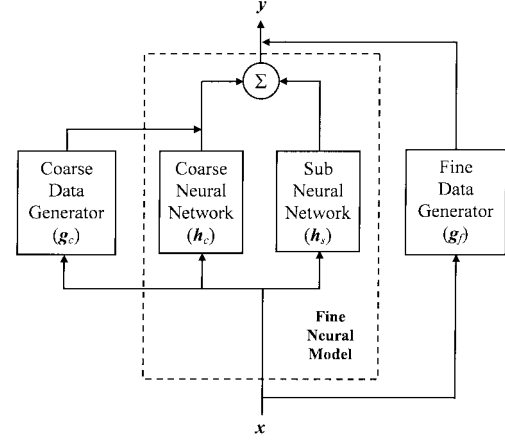 y
Σ
Coarse
Data
Generator
(g_c)
Coarse
Neural
Network
(h_c)
Sub
Neural
Network
(h_s)
Fine
Data
Generator
(g_f)
Fine
Neural
Model
x